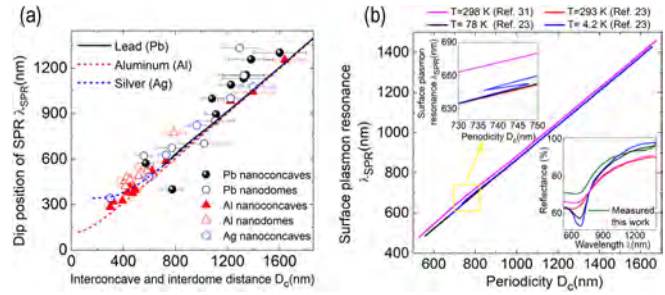 (a)
Dip position of SPR λSPR(nm)
1200
900
600
300
0
Lead (Pb)
Aluminum (Al)
Silver (Ag)
Pb nanoconcaves
Pb nanodomes
Al nanoconcaves
Al nanodomes
Ag nanoconcaves
0 400 800 1200 1600
Interconcave and interdome distance Dc(nm)
(b)
T=298 K (Ref. 31) T=293 K (Ref. 23)
T= 78 K (Ref. 23) T= 4.2 K (Ref. 23)
Surface plasmon resonance
λSPR(nm)
1400
1200
1000
800
600
400
Surface plasmon
resonance λSPR(nm)
690
660
630
730 735 740 745 750
Periodicity Dc(nm)
Reflectance (%)
100
80
60
Measured
this work
600 900 1200
Wavelength λ(nm)
600 800 1000 1200 1400 1600
Periodicity Dc(nm)